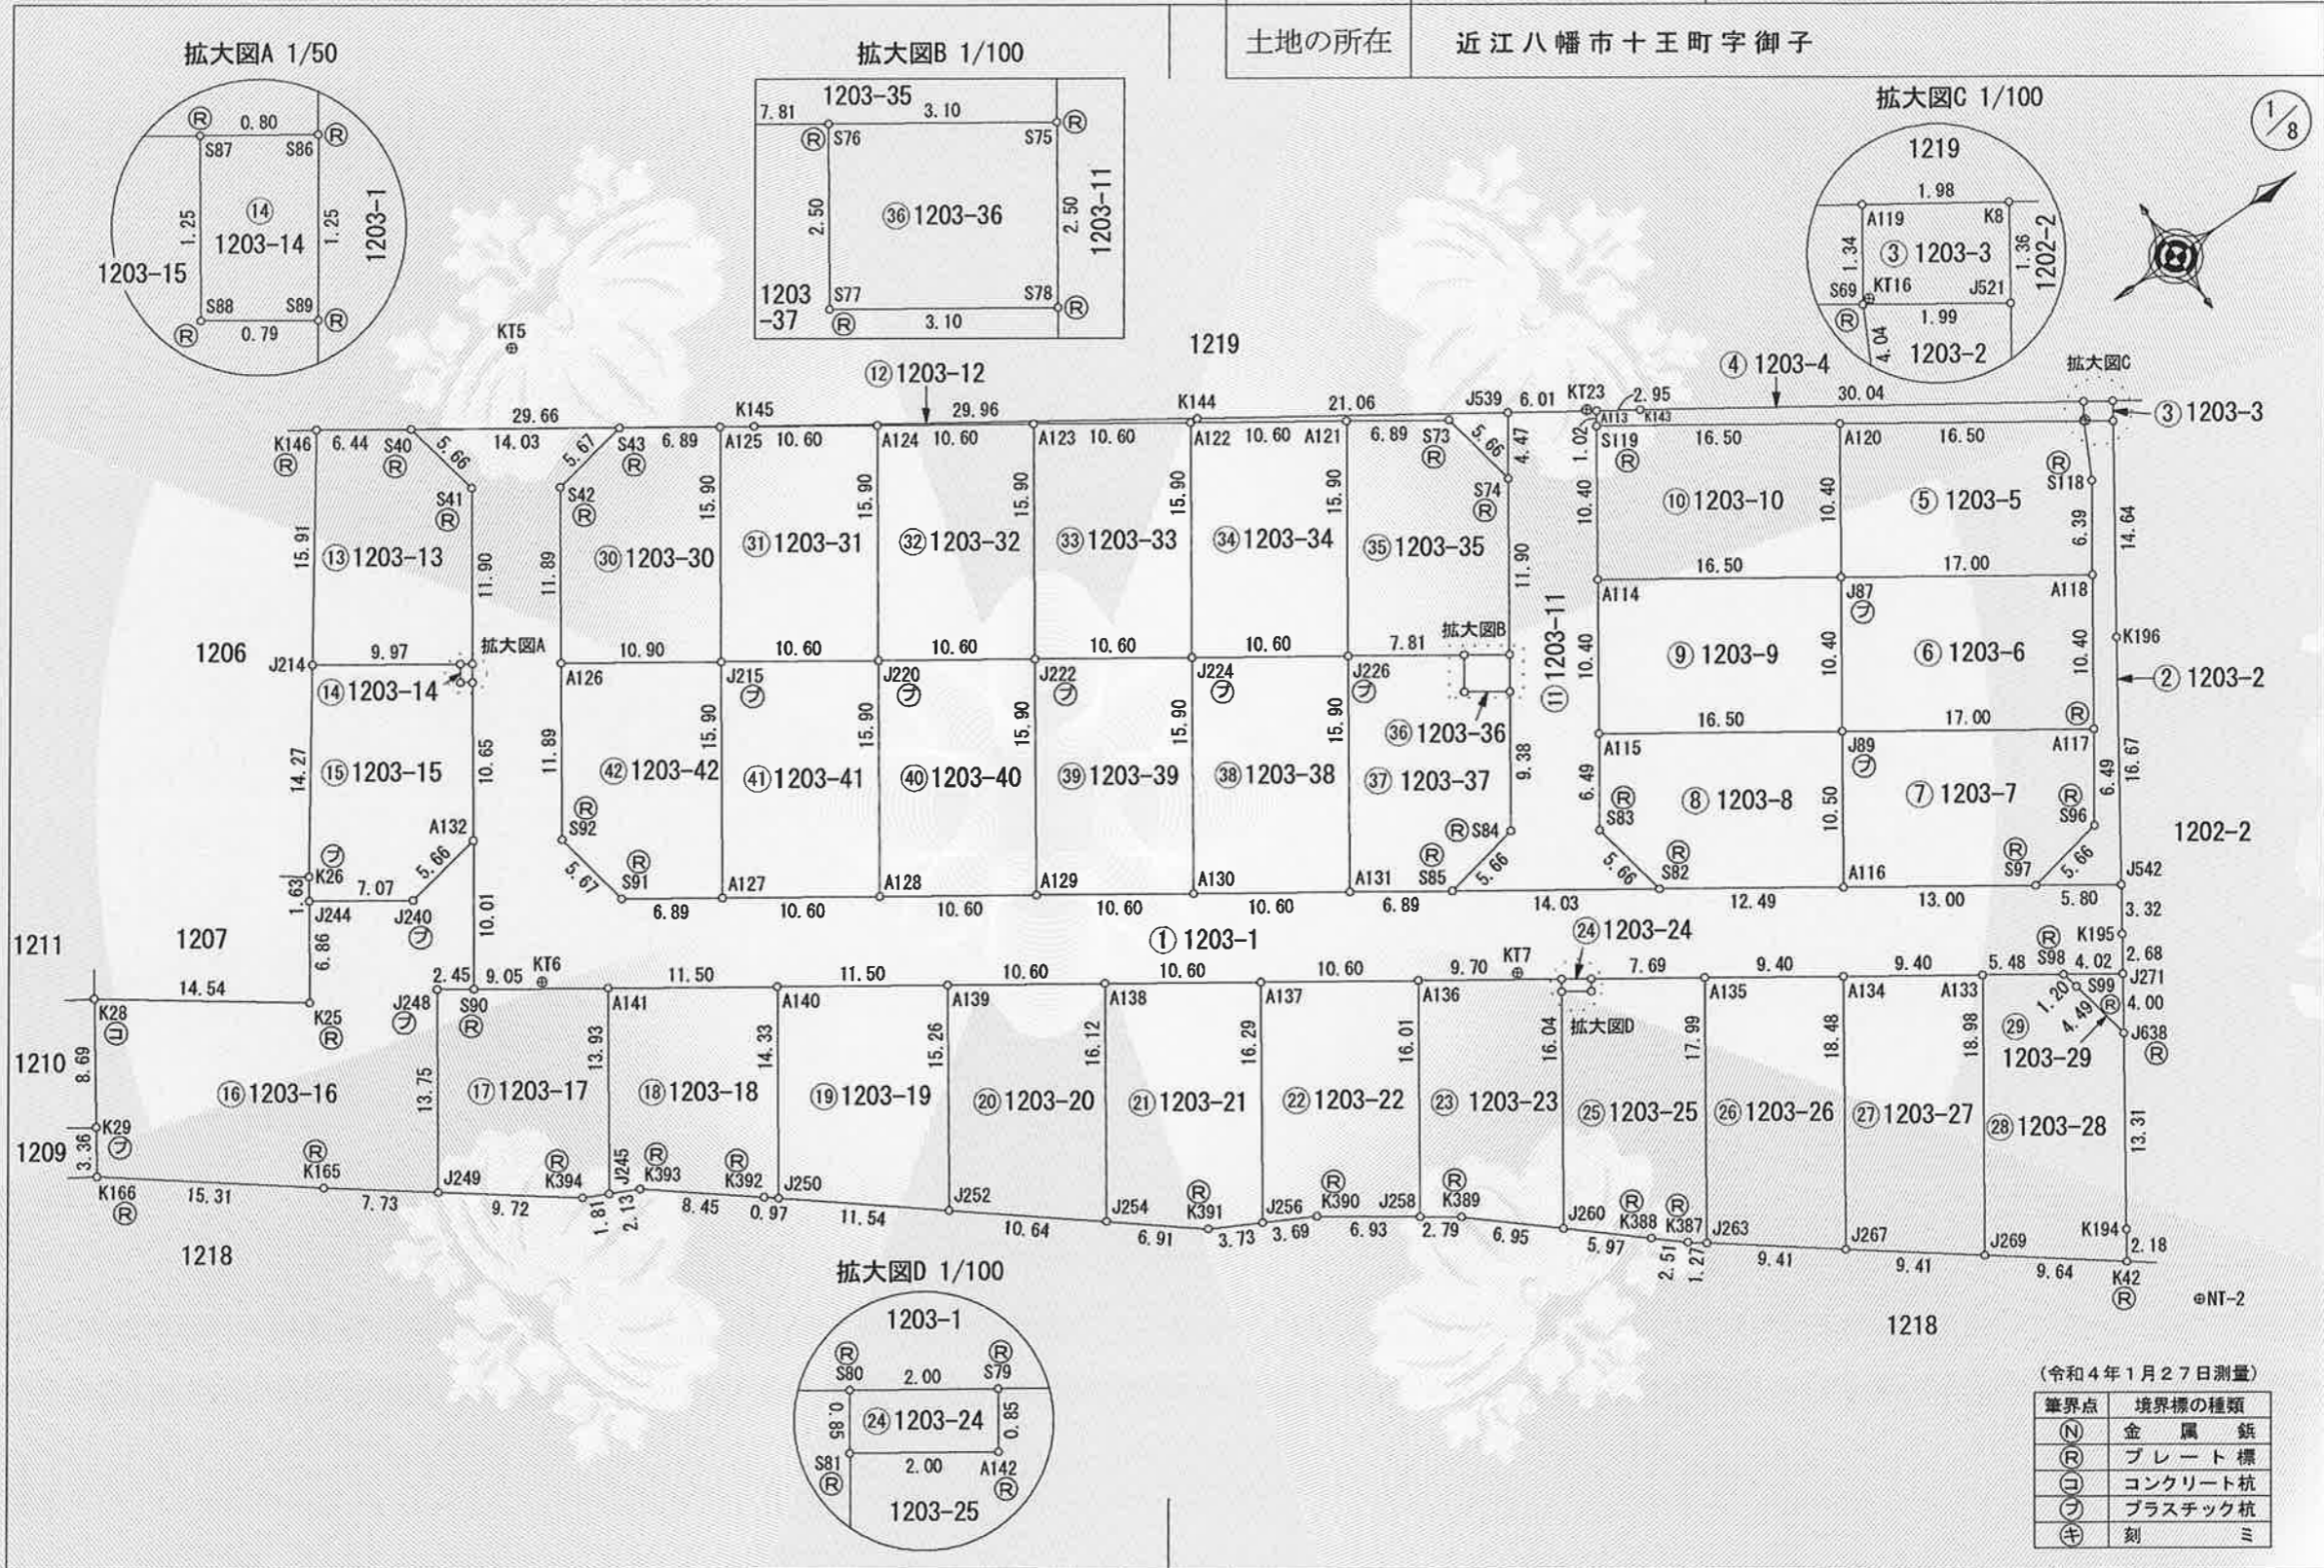 土地の所在 近江八幡市十王町字御子
1/8
拡大図A 1/50
Ⓡ 0.80 Ⓡ
S87 S86
1.25 ⑭ 1.25
1203-14
1203-15 1203-1
S88 S89
Ⓡ 0.79 Ⓡ
拡大図B 1/100
1203-35
7.81 3.10
Ⓡ S76 S75 Ⓡ
2.50 ㊱1203-36 2.50 1203-11
1203
-37
S77 S78
Ⓡ 3.10 Ⓡ
拡大図C 1/100
1219
1.98
A119 K8
1.34 ③ 1203-3 1.36 1202-2
S69 KT16 J521
Ⓡ 1.99
4.04 1203-2
KT5
1219
⑫1203-12
④ 1203-4
拡大図C
29.66 K145 29.96 K144 21.06 J539 6.01 KT23 2.95 30.04
③ 1203-3
K146 6.44 S40 5.66 14.03 5.67 S43 6.89 A125 10.60 A124 10.60 A123 10.60 A122 10.60 A121 6.89 S73 5.66 4.47 1.02 A113 K143
Ⓡ Ⓡ Ⓡ Ⓡ
S119 16.50 A120 16.50
Ⓡ
S41 Ⓡ S42 Ⓡ S74 Ⓡ Ⓡ S118
15.91 11.90 11.89 15.90 15.90 15.90 15.90 15.90 11.90 10.40 10.40 6.39 14.64
⑬1203-13 ㉚1203-30 ㉛1203-31 ㉜1203-32 ㉝1203-33 ㉞1203-34 ㉟1203-35 ⑩1203-10 ⑤1203-5
16.50 17.00
A114 J87 プ A118
K196
1206 J214 9.97 拡大図A 10.90 10.60 10.60 10.60 10.60 7.81 拡大図B
⑭1203-14 A126 J215 プ J220 プ J222 プ J224 プ J226 プ
⑪1203-11
10.40 ⑨ 1203-9 10.40 ⑥ 1203-6 10.40
② 1203-2
㊱1203-36
16.50 17.00 Ⓡ
A115 J89 プ A117
14.27 10.65 11.89 15.90 15.90 15.90 15.90 15.90 9.38 6.49 10.50 6.49 16.67
⑮1203-15 ㊷1203-42 ㊶1203-41 ㊵1203-40 ㊴1203-39 ㊳1203-38 ㊲1203-37 ⑧ 1203-8 ⑦ 1203-7
A132 Ⓡ S92 Ⓡ S84 Ⓡ S83 Ⓡ S96
1202-2
プ K26 7.07 5.66 5.67 Ⓡ S91 A127 A128 A129 A130 A131 Ⓡ S85 5.66 5.66 Ⓡ S82 A116 Ⓡ S97 5.66 J542
1.63 J244 J240 プ 10.01 6.89 10.60 10.60 10.60 10.60 6.89 14.03 12.49 13.00 5.80
3.32
1211 1207 6.86
① 1203-1
㉔1203-24
Ⓡ S98 K195
2.68
14.54 2.45 9.05 KT6 11.50 11.50 10.60 10.60 10.60 9.70 KT7 7.69 9.40 9.40 5.48 4.02 J271
K28 コ K25 Ⓡ J248 プ S90 Ⓡ A141 A140 A139 A138 A137 A136 A135 A134 A133 1.20 S99 Ⓡ 4.00
拡大図D 4.49
J638 Ⓡ
1210 8.69 13.75 13.93 14.33 15.26 16.12 16.29 16.01 16.04 17.99 18.48 18.98 ㉙
1203-29
⑯1203-16 ⑰1203-17 ⑱1203-18 ⑲1203-19 ⑳1203-20 ㉑1203-21 ㉒1203-22 ㉓ 1203-23 ㉕1203-25 ㉖1203-26 ㉗1203-27 ㉘1203-28 13.31
1209 3.36 K29 プ
Ⓡ K165 J249 Ⓡ K394 J245 Ⓡ K393 Ⓡ K392 J250 J252 J254 Ⓡ K391 J256 Ⓡ K390 J258 Ⓡ K389 J260 Ⓡ K388 Ⓡ K387 J263 J267 J269 K194
K166 Ⓡ 15.31 7.73 9.72 1.81 2.13 8.45 0.97 11.54 10.64 6.91 3.73 3.69 6.93 2.79 6.95 5.97 2.51 1.27 9.41 9.41 9.64 2.18
K42 Ⓡ
NT-2
1218
1218
拡大図D 1/100
1203-1
Ⓡ Ⓡ
S80 2.00 S79
0.85 ㉔1203-24 0.85
S81 2.00 A142
Ⓡ Ⓡ
1203-25
(令和4年1月27日測量)
筆界点 境界標の種類
Ⓝ 金属鋲
Ⓡ プレート標
コ コンクリート杭
プ プラスチック杭
キ 刻ミ